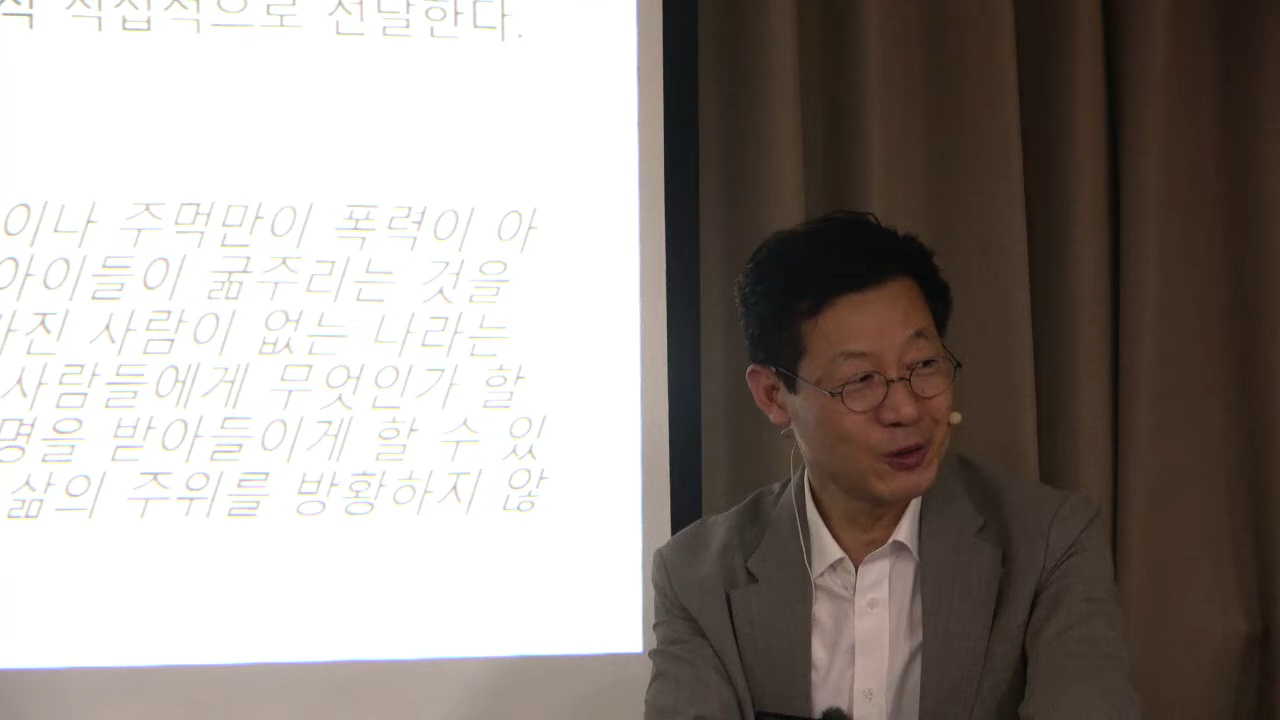 직접적으로 전달한다.
이나 주먹만이 폭력이 아
아이들이 굶주리는 것을
가진 사람이 없는 나라는
사람들에게 무엇인가 할
명을 받아들이게 할 수 있
삶의 주위를 방황하지 않